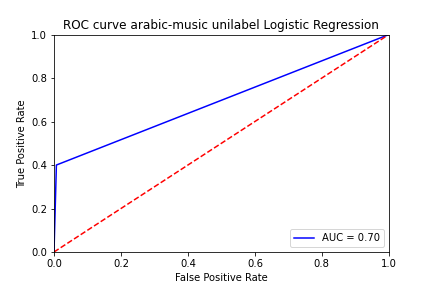 ROC curve arabic-music unilabel Logistic Regression
True Positive Rate
1.0
0.8
0.6
0.4
0.2
0.0
0.0 0.2 0.4 0.6 0.8 1.0
AUC = 0.70
False Positive Rate